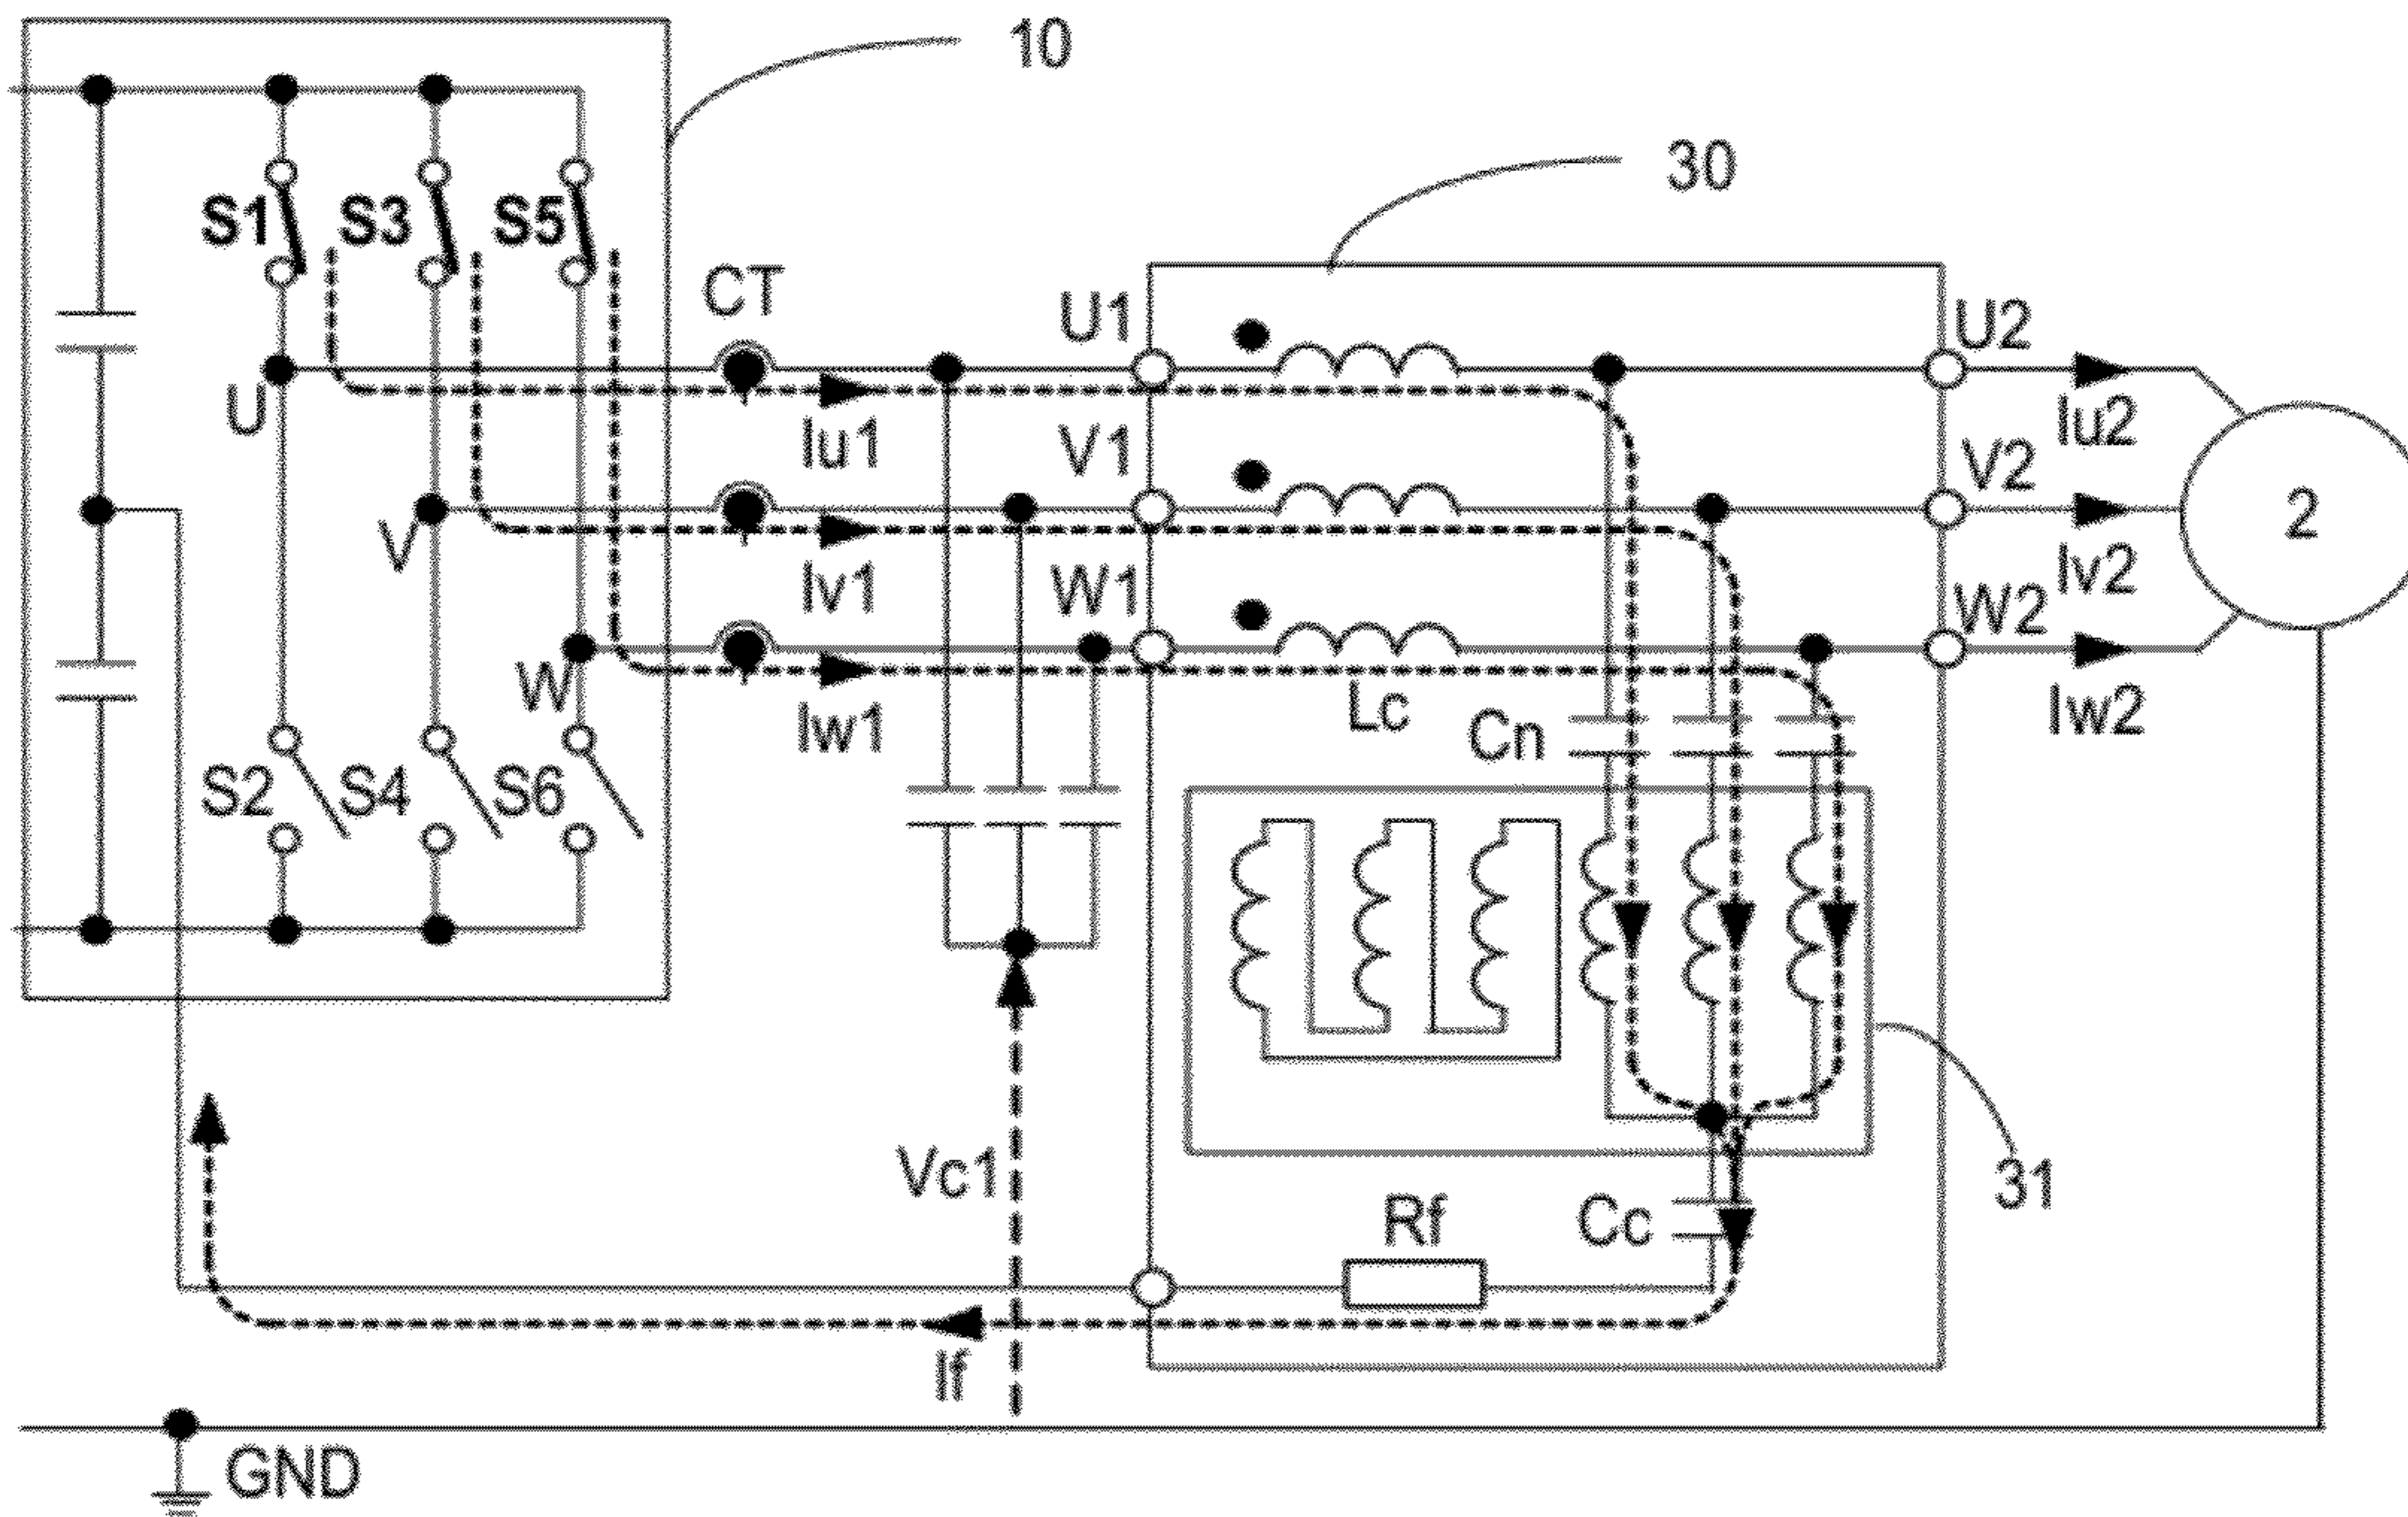 10
30
S1
S3
S5
CT
U1
U2
U
Iu1
V1
Iu2
V2
2
V
Iv1
W1
Iv2
W2
W
Iw1
Lc
Cn
Iw2
S2
S4
S6
Vc1
31
Rf
Cc
If
GND